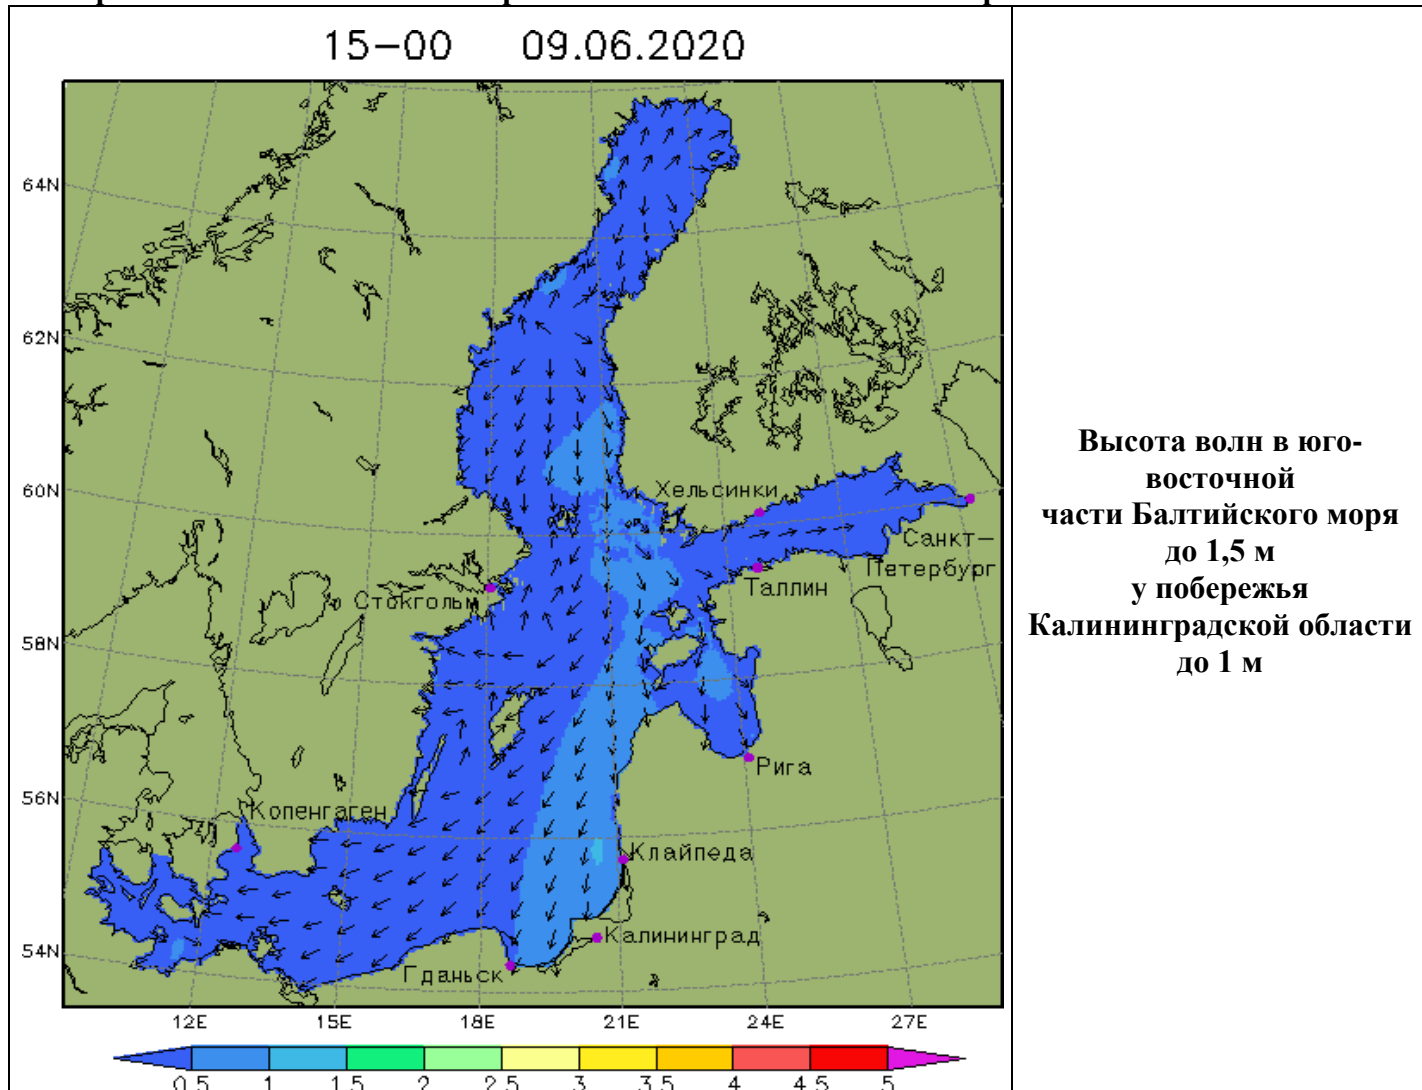 15-00 09.06.2020
64N
62N
60N
58N
56N
54N
Хельсинки
Санкт-
Петербург
Таллин
Стокгольм
Рига
Копенгаген
Клайпеда
Калининград
Гданьск
12E 15E 18E 21E 24E 27E
0.5 1 1.5 2 2.5 3 3.5 4 4.5 5
Высота волн в юго-
восточной
части Балтийского моря
до 1,5 м
у побережья
Калининградской области
до 1 м